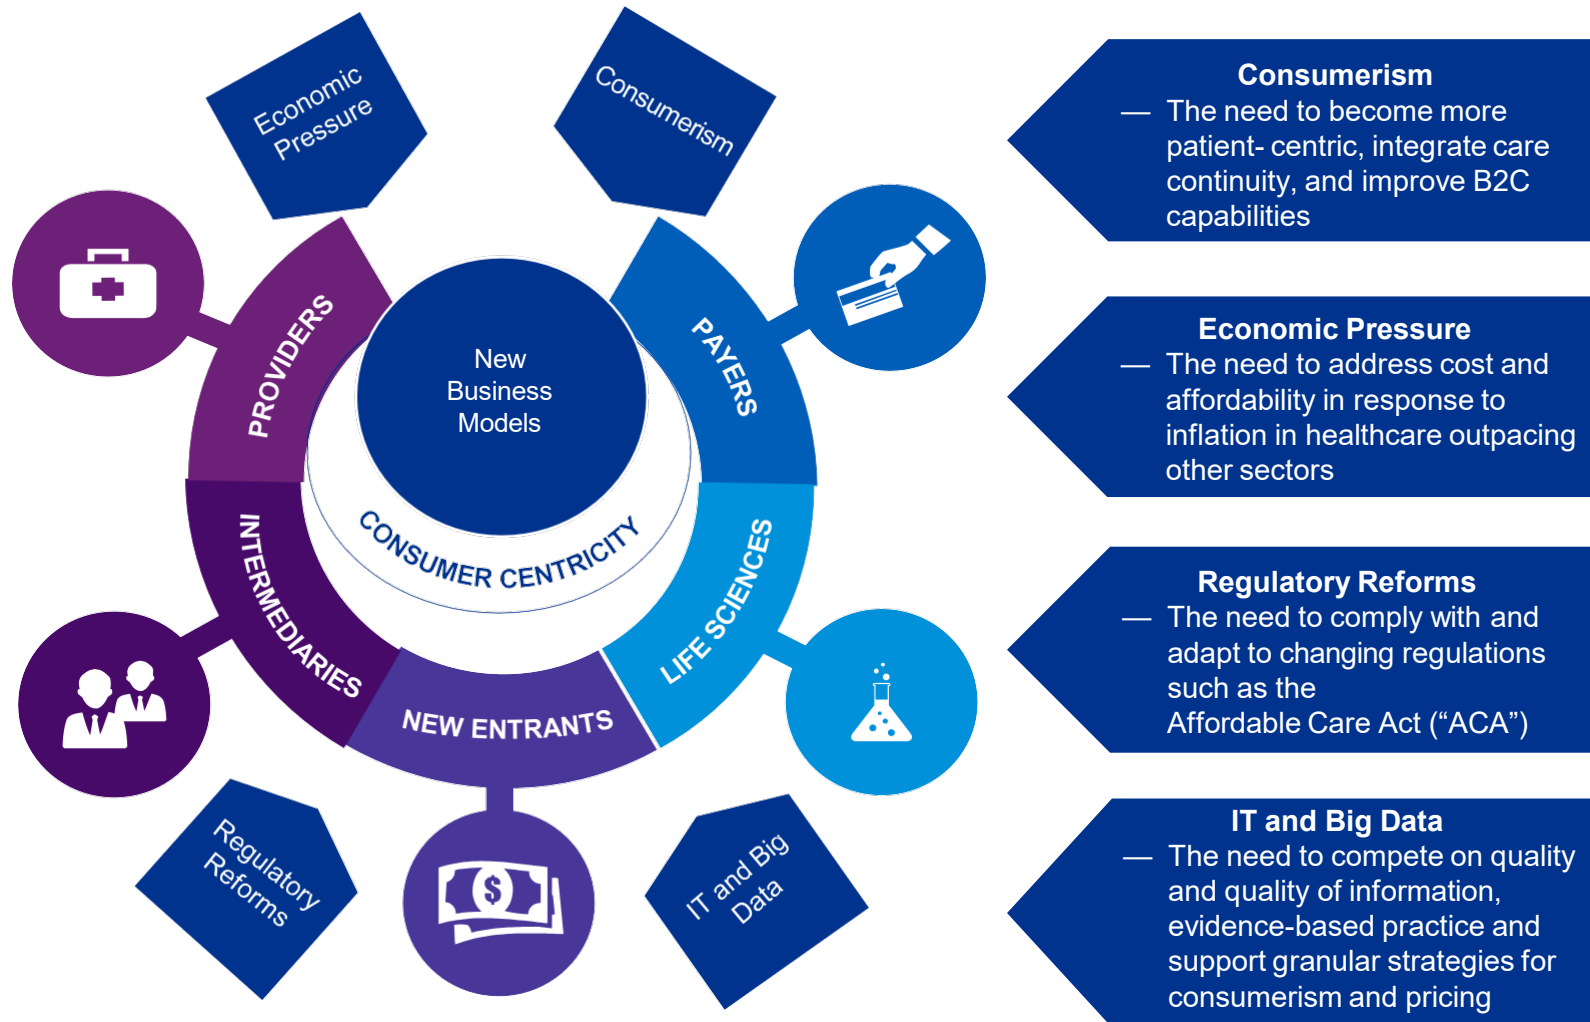 Economic
Pressure
Consumerism
PROVIDERS
New
Business
Models
PAYERS
CONSUMER CENTRICITY
INTERMEDIARIES
LIFE SCIENCES
NEW ENTRANTS
$
Regulatory
Reforms
IT and Big
Data
Consumerism
— The need to become more
patient- centric, integrate care
continuity, and improve B2C
capabilities
Economic Pressure
— The need to address cost and
affordability in response to
inflation in healthcare outpacing
other sectors
Regulatory Reforms
— The need to comply with and
adapt to changing regulations
such as the
Affordable Care Act (“ACA”)
IT and Big Data
— The need to compete on quality
and quality of information,
evidence-based practice and
support granular strategies for
consumerism and pricing